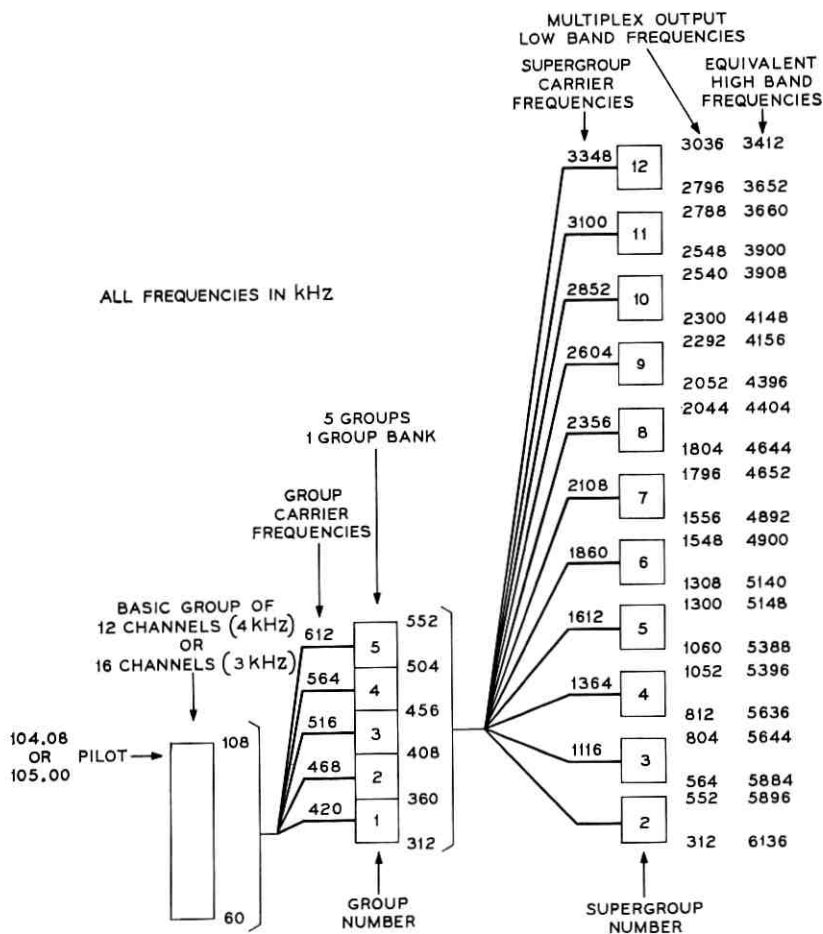 MULTIPLEX OUTPUT
LOW BAND FREQUENCIES
SUPERGROUP
CARRIER
FREQUENCIES
EQUIVALENT
HIGH BAND
FREQUENCIES
3036 3412
3348 12
2796 3652
2788 3660
3100 11
2548 3900
2540 3908
ALL FREQUENCIES IN kHz
2852 10
2300 4148
2292 4156
2604 9
2052 4396
2044 4404
5 GROUPS
1 GROUP BANK
2356 8
1804 4644
1796 4652
GROUP
CARRIER
FREQUENCIES
2108 7
1556 4892
1548 4900
1860 6
1308 5140
1300 5148
BASIC GROUP OF
12 CHANNELS (4 kHz)
OR
16 CHANNELS (3 kHz)
612 5 552
504
564 4
456
516 3
408
468 2
360
420 1
312
1612 5
1060 5388
1052 5396
1364 4
812 5636
804 5644
1116 3
564 5884
552 5896
2
312 6136
104.08
OR
105.00
PILOT
108
60
GROUP
NUMBER
SUPERGROUP
NUMBER